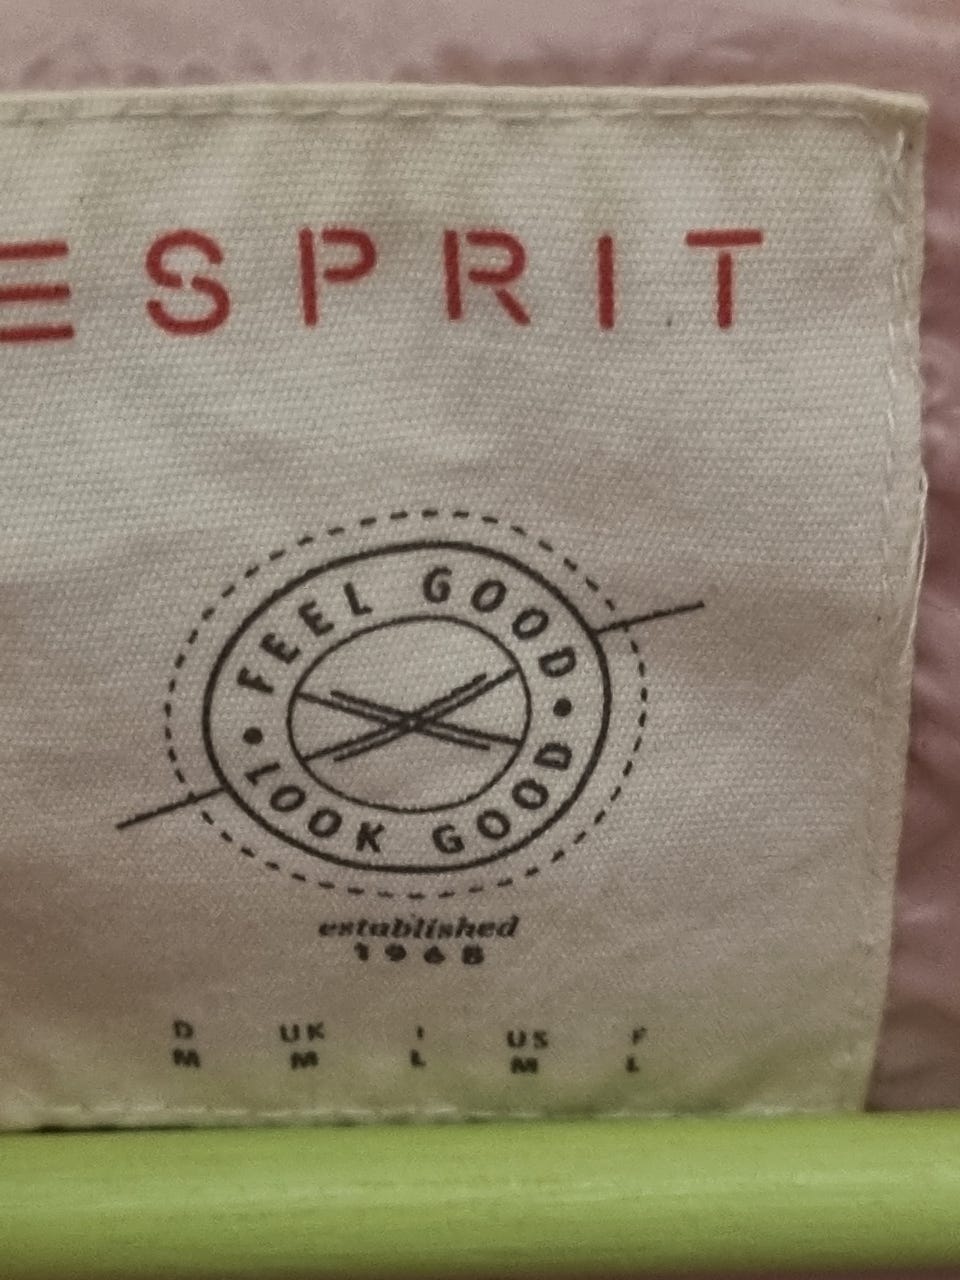 ESPRIT
FEEL GOOD
• LOOK GOOD •
established
1968
D UK I US F
M M L M L